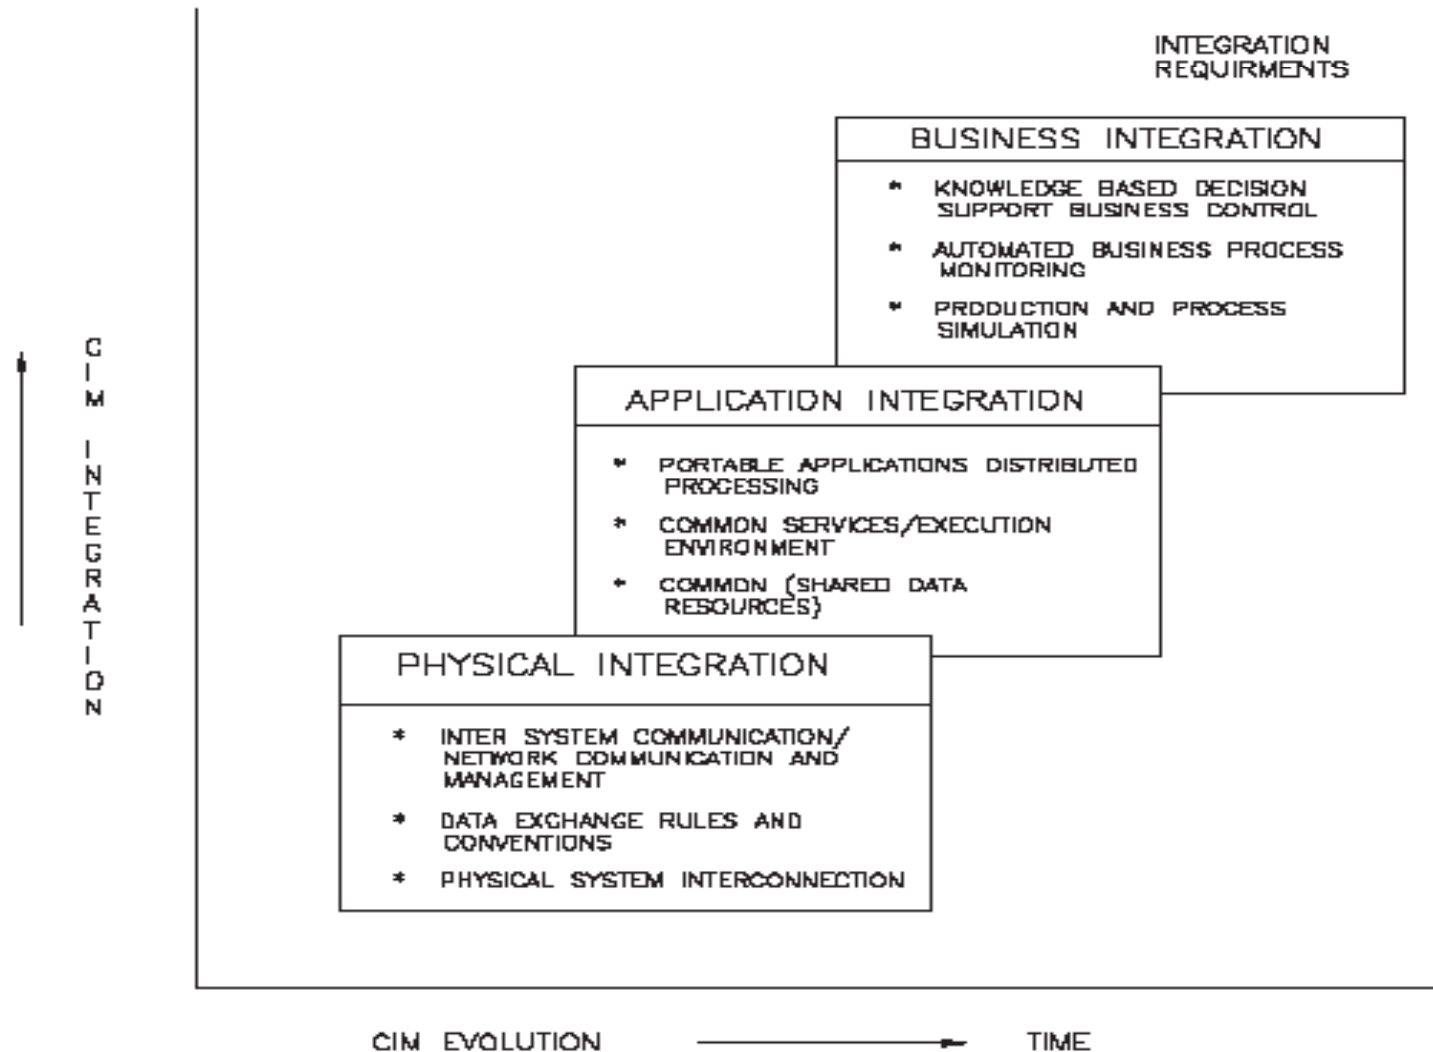 INTEGRATION
REQUIRMENTS
BUSINESS INTEGRATION
* KNOWLEDGE BASED DECISION
SUPPORT BUSINESS CONTROL
* AUTOMATED BUSINESS PROCESS
MONITORING
* PRODUCTION AND PROCESS
SIMULATION
APPLICATION INTEGRATION
* PORTABLE APPLICATIONS DISTRIBUTED
PROCESSING
* COMMON SERVICES/EXECUTION
ENVIRONMENT
* COMMON (SHARED DATA
RESOURCES)
PHYSICAL INTEGRATION
* INTER SYSTEM COMMUNICATION/
NETWORK COMMUNICATION AND
MANAGEMENT
* DATA EXCHANGE RULES AND
CONVENTIONS
* PHYSICAL SYSTEM INTERCONNECTION
CIM INTEGRATION
CIM EVOLUTION TIME